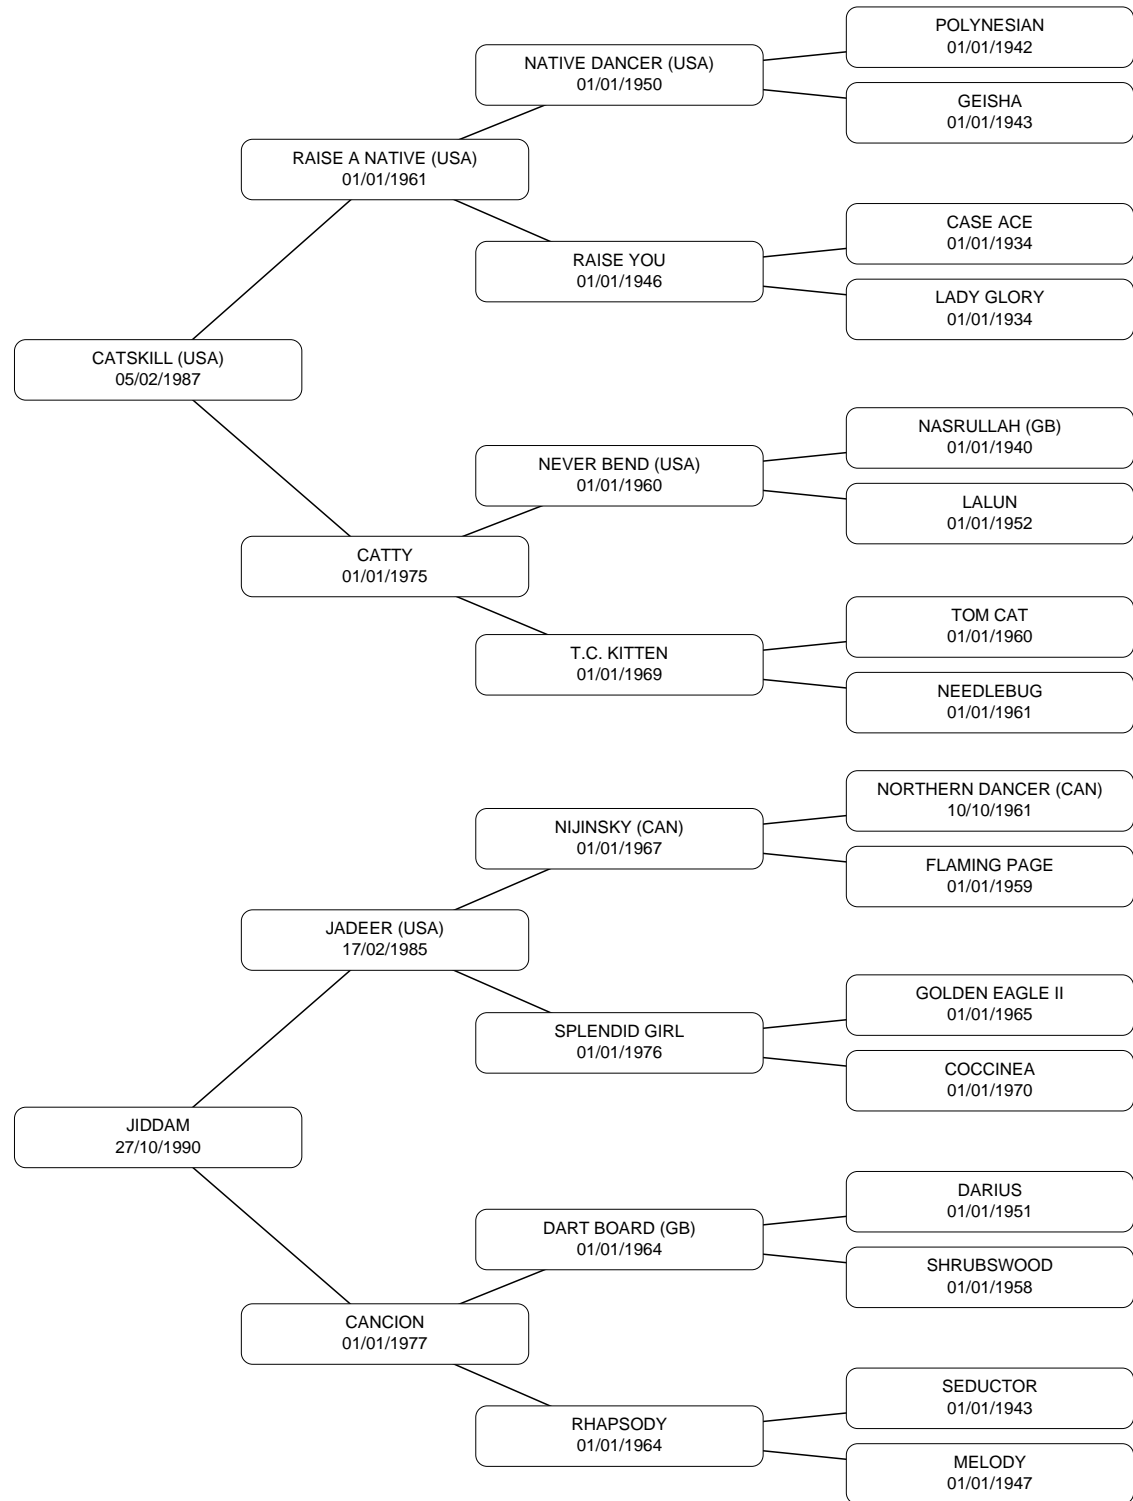 POLYNESIAN
01/01/1942
NATIVE DANCER (USA)
01/01/1950
GEISHA
01/01/1943
RAISE A NATIVE (USA)
01/01/1961
CASE ACE
01/01/1934
RAISE YOU
01/01/1946
LADY GLORY
01/01/1934
CATSKILL (USA)
05/02/1987
NASRULLAH (GB)
01/01/1940
NEVER BEND (USA)
01/01/1960
LALUN
01/01/1952
CATTY
01/01/1975
TOM CAT
01/01/1960
T.C. KITTEN
01/01/1969
NEEDLEBUG
01/01/1961
NORTHERN DANCER (CAN)
10/10/1961
NIJINSKY (CAN)
01/01/1967
FLAMING PAGE
01/01/1959
JADEER (USA)
17/02/1985
GOLDEN EAGLE II
01/01/1965
SPLENDID GIRL
01/01/1976
COCCINEA
01/01/1970
JIDDAM
27/10/1990
DARIUS
01/01/1951
DART BOARD (GB)
01/01/1964
SHRUBSWOOD
01/01/1958
CANCION
01/01/1977
SEDUCTOR
01/01/1943
RHAPSODY
01/01/1964
MELODY
01/01/1947